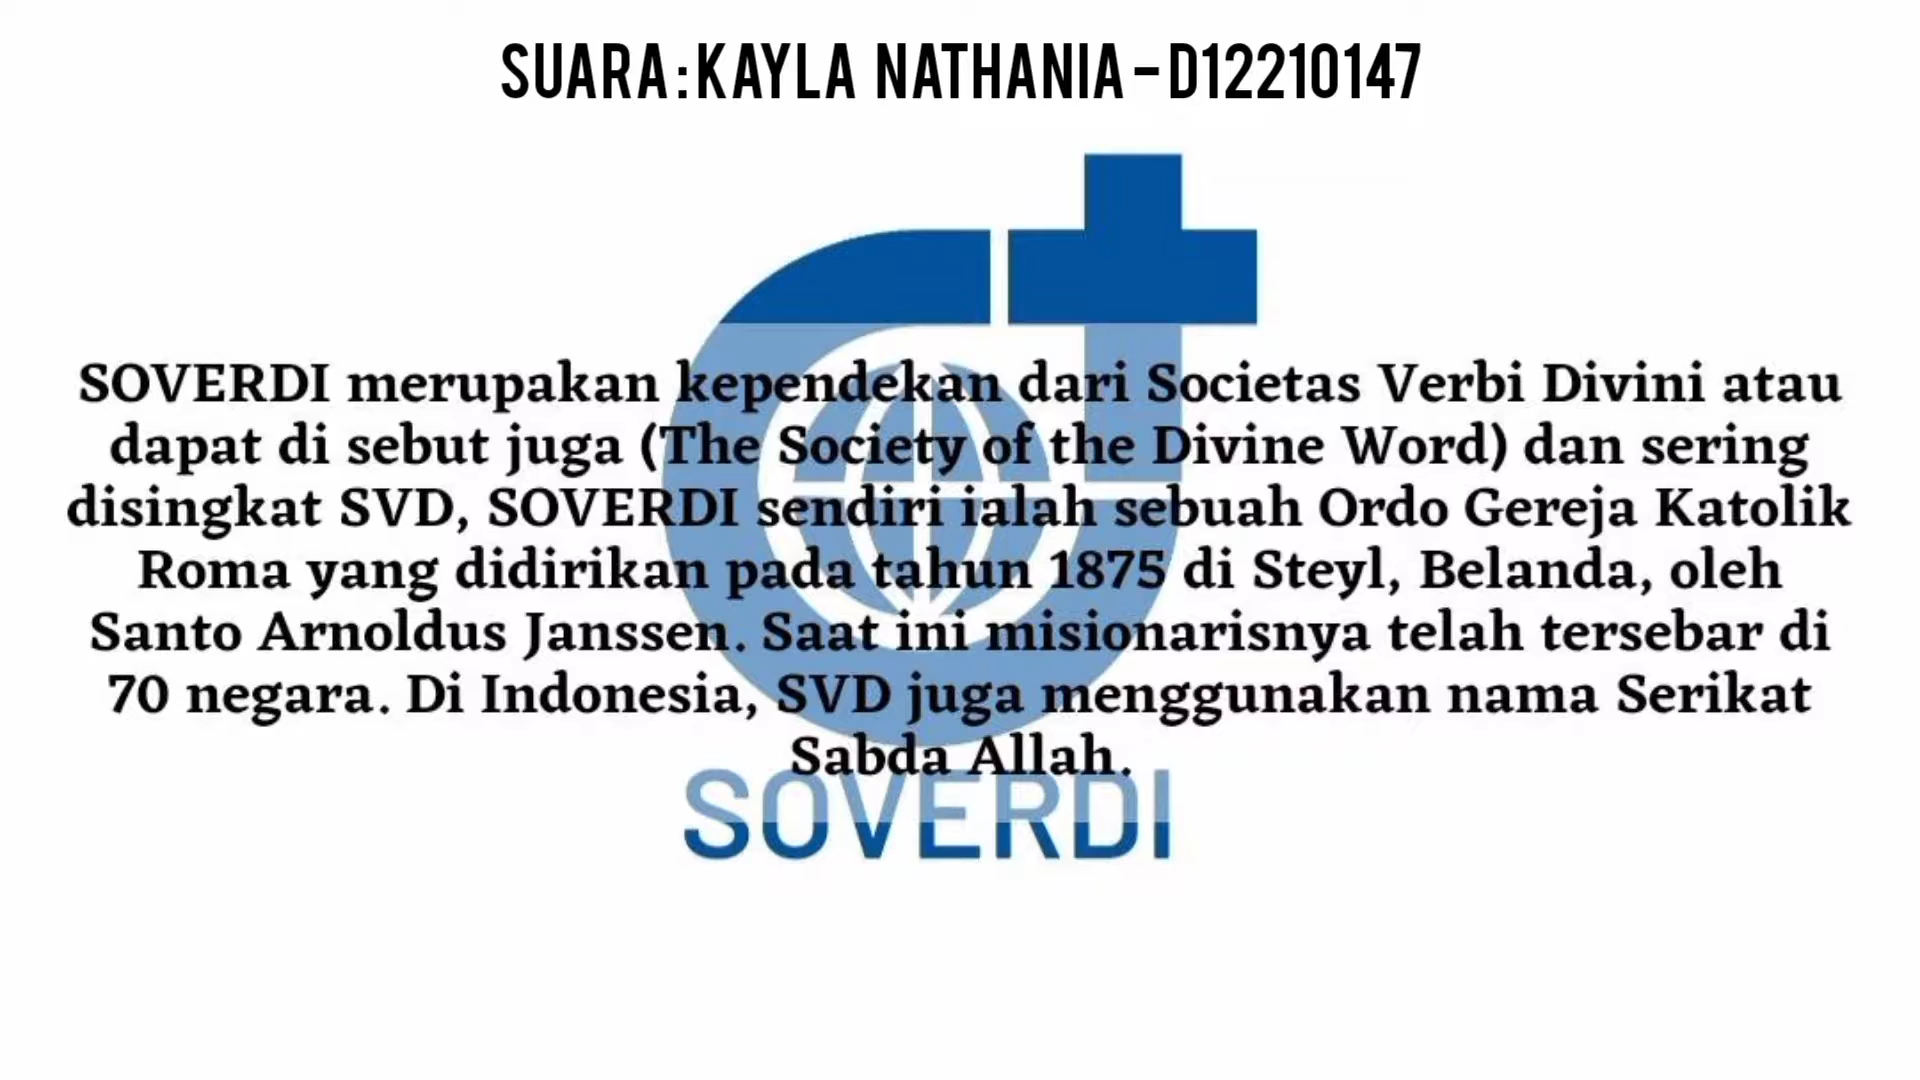 SUARA : KAYLA NATHANIA - D12210147
SOVERDI merupakan kependekan dari Societas Verbi Divini atau
dapat di sebut juga (The Society of the Divine Word) dan sering
disingkat SVD, SOVERDI sendiri ialah sebuah Ordo Gereja Katolik
Roma yang didirikan pada tahun 1875 di Steyl, Belanda, oleh
Santo Arnoldus Janssen. Saat ini misionarisnya telah tersebar di
70 negara. Di Indonesia, SVD juga menggunakan nama Serikat
Sabda Allah.
SOVERDI